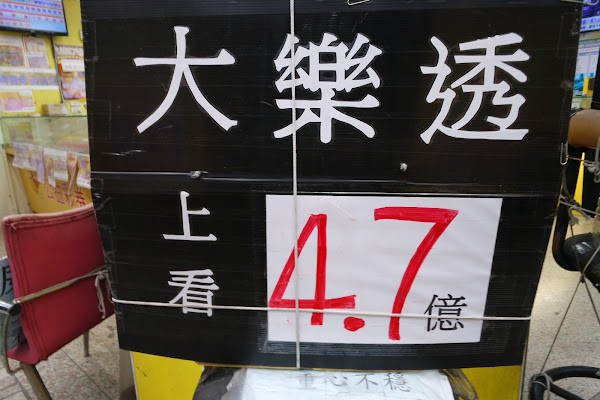 大樂透
上看
4.7億
重心不穩